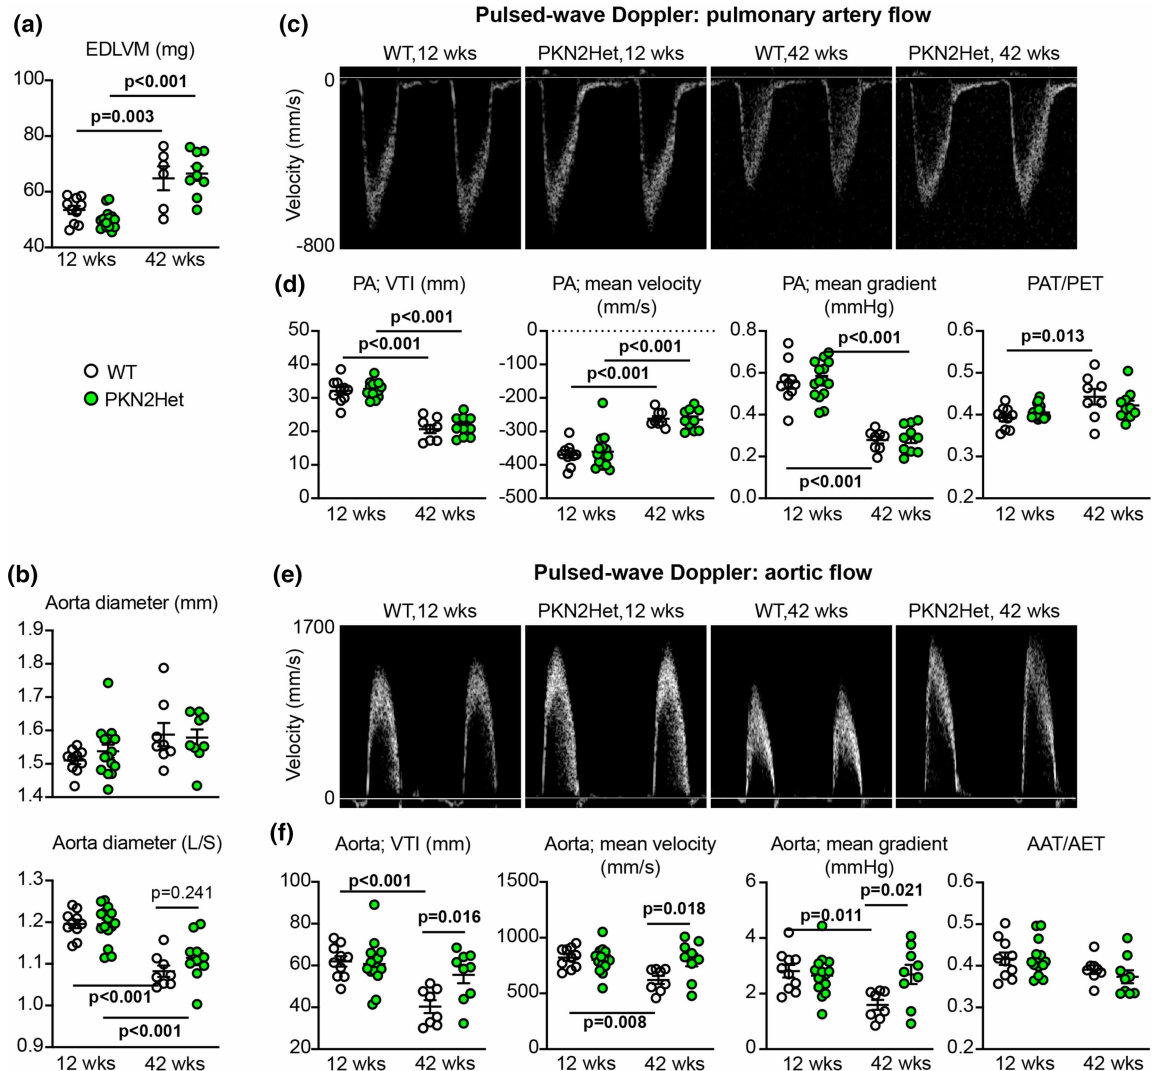 (a)
EDLVM (mg)
100
80
60
40
p<0.001
p=0.003
12 wks
42 wks
WT
PKN2Het
(b)
Aorta diameter (mm)
1.9
1.8
1.7
1.6
1.5
1.4
Aorta diameter (L/S)
1.3
1.2
1.1
1.0
0.9
p=0.241
p<0.001
p<0.001
12 wks
42 wks
(c)
Pulsed-wave Doppler: pulmonary artery flow
WT,12 wks
PKN2Het,12 wks
WT,42 wks
PKN2Het, 42 wks
0
Velocity (mm/s)
-800
(d)
PA; VTI (mm)
50
40
30
20
10
0
p<0.001
p<0.001
12 wks
42 wks
PA; mean velocity
(mm/s)
0
-100
-200
-300
-400
-500
p<0.001
p<0.001
12 wks
42 wks
PA; mean gradient
(mmHg)
0.8
0.6
0.4
0.2
0.0
p<0.001
p<0.001
12 wks
42 wks
PAT/PET
0.6
0.5
0.4
0.3
0.2
p=0.013
12 wks
42 wks
(e)
Pulsed-wave Doppler: aortic flow
WT,12 wks
PKN2Het,12 wks
WT,42 wks
PKN2Het, 42 wks
1700
Velocity (mm/s)
0
(f)
Aorta; VTI (mm)
100
80
60
40
20
p<0.001
p=0.016
12 wks
42 wks
Aorta; mean velocity
(mm/s)
1500
1000
500
0
p=0.018
p=0.008
12 wks
42 wks
Aorta; mean gradient
(mmHg)
6
4
2
0
p=0.021
p=0.011
12 wks
42 wks
AAT/AET
0.6
0.5
0.4
0.3
0.2
12 wks
42 wks